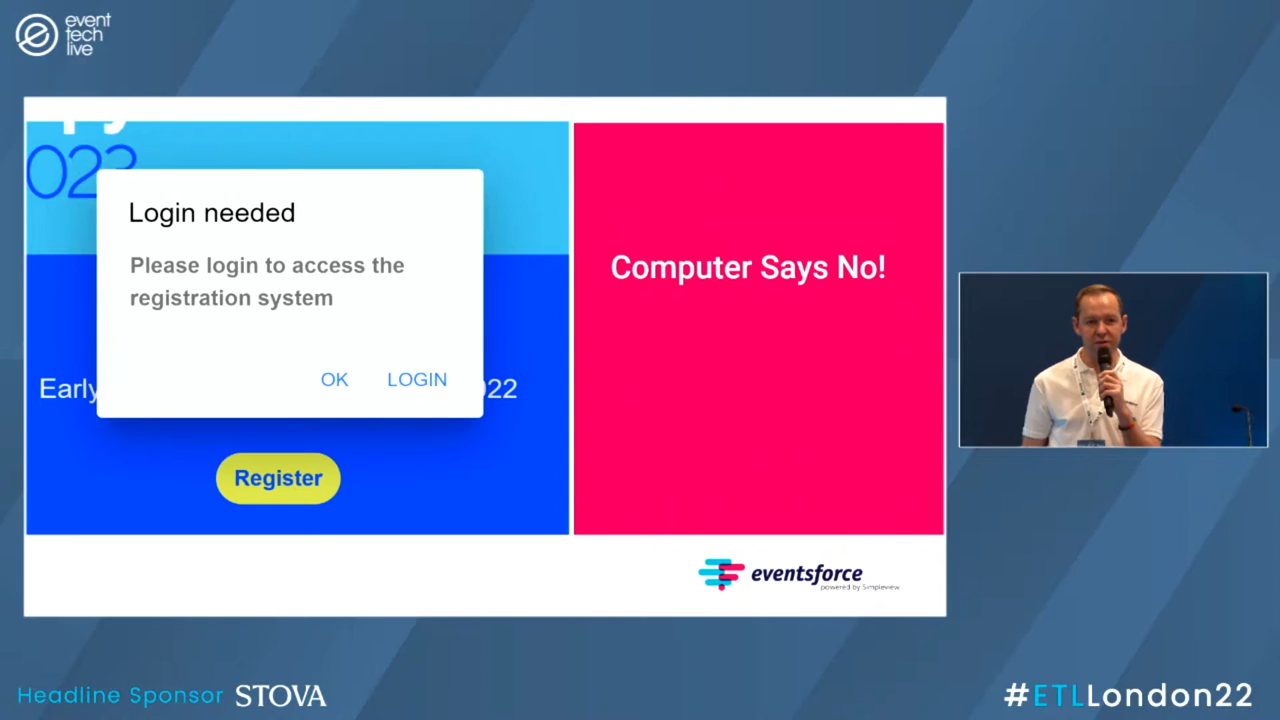 event
tech
live
Login needed
Please login to access the
registration system
OK LOGIN
Early
022
Register
Computer Says No!
eventsforce
powered by Simpleview
Headline Sponsor STOVA
#ETLLondon22